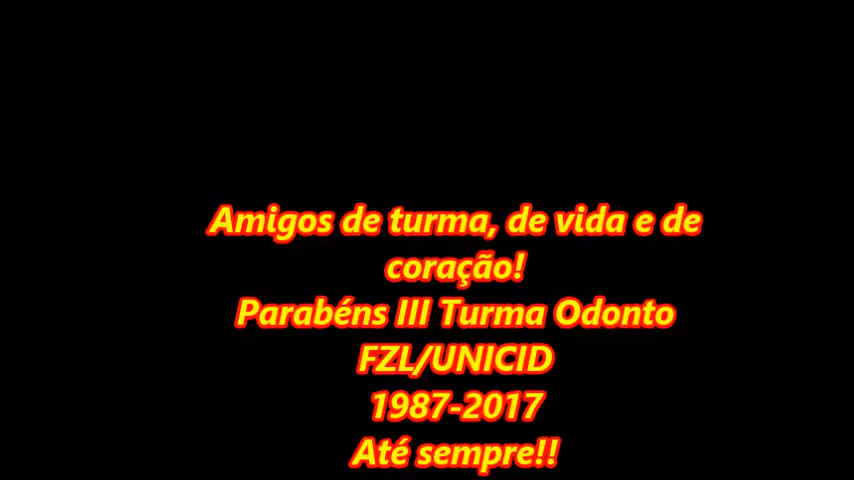 Amigos de turma, de vida e de
coração!
Parabéns III Turma Odonto
FZL/UNICID
1987-2017
Até sempre!!